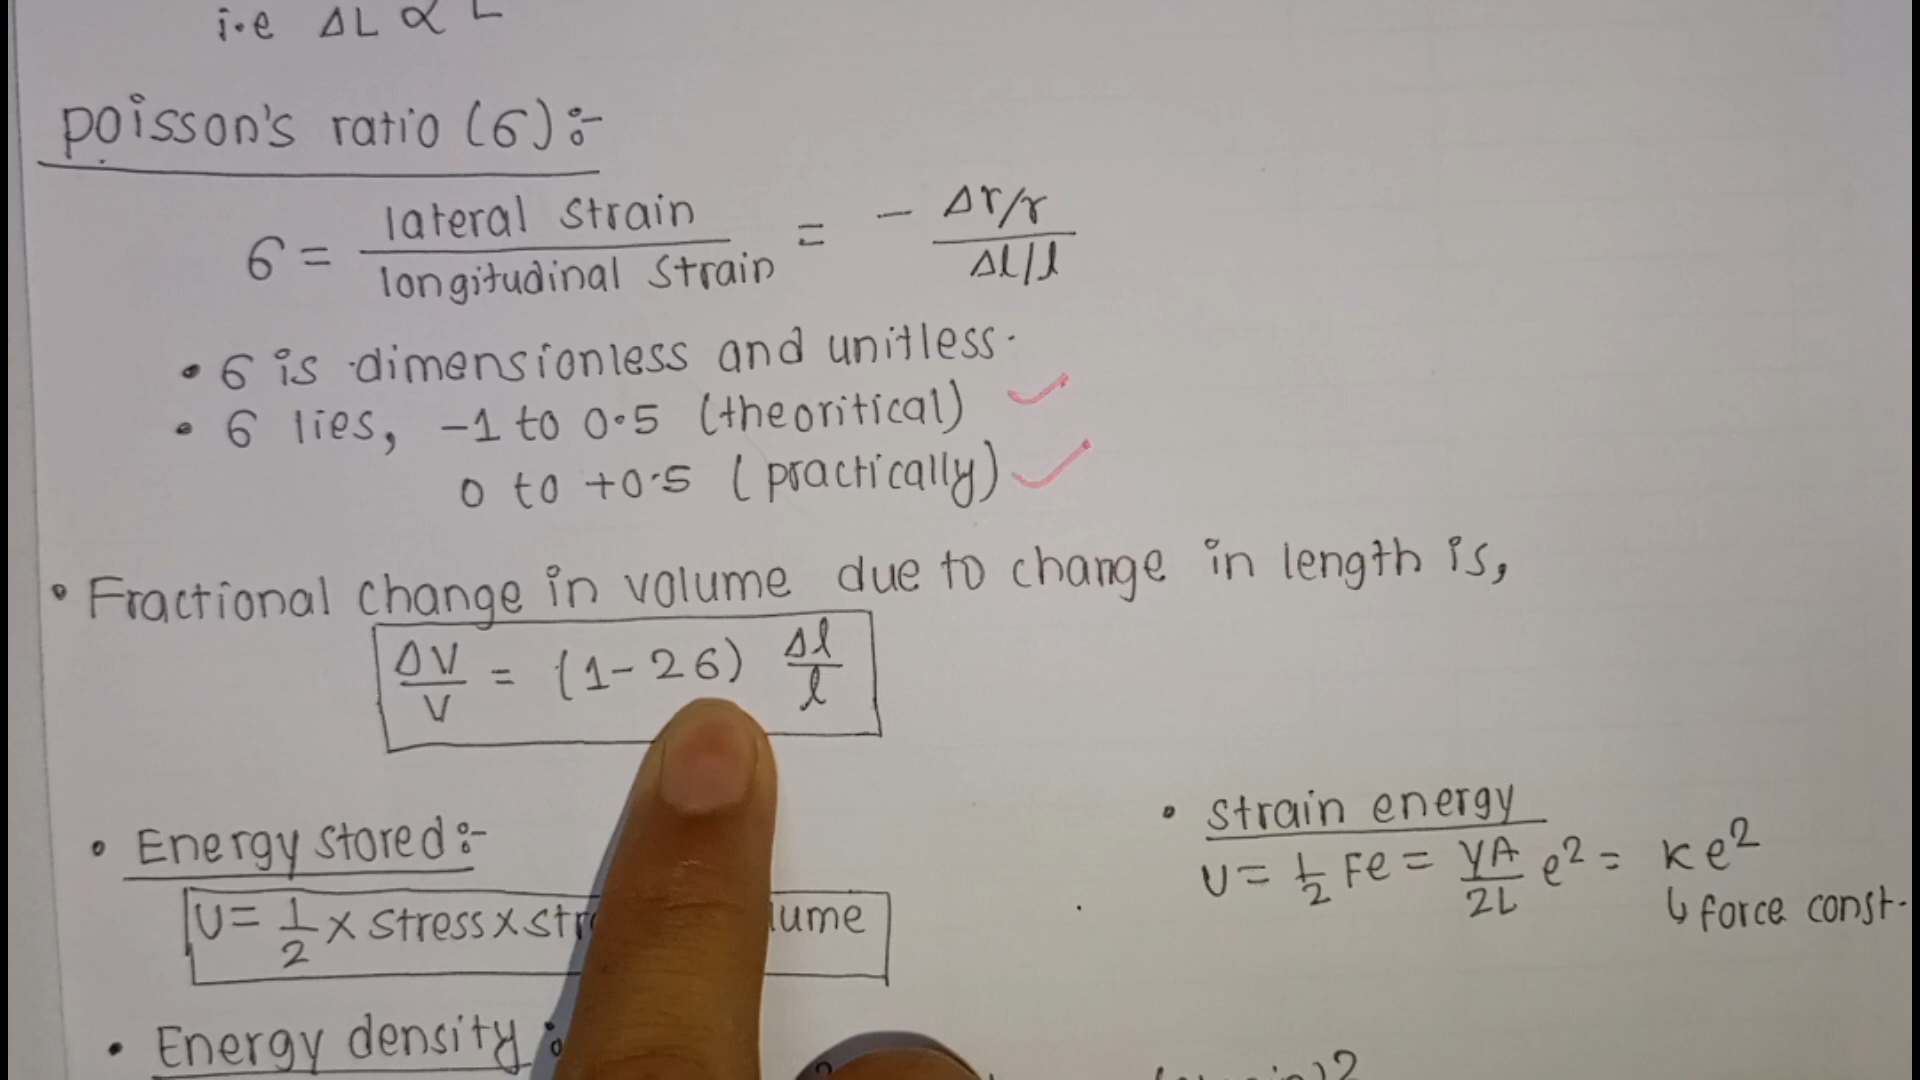 i.e ΔL ∝ L
poisson's ratio (6):-
6 = lateral strain / longitudinal strain = - Δr/r / Δl/l
• 6 is dimensionless and unitless.
• 6 lies, -1 to 0.5 (theoritical)
0 to +0.5 (practically)
• Fractional change in volume due to change in length is,
ΔV/V = (1-26) Δl/l
• Energy stored:-
U = 1/2 x stress x
• strain energy
U = 1/2 Fe = YA/2L e² = Ke²
↳ force const.
• Energy density :